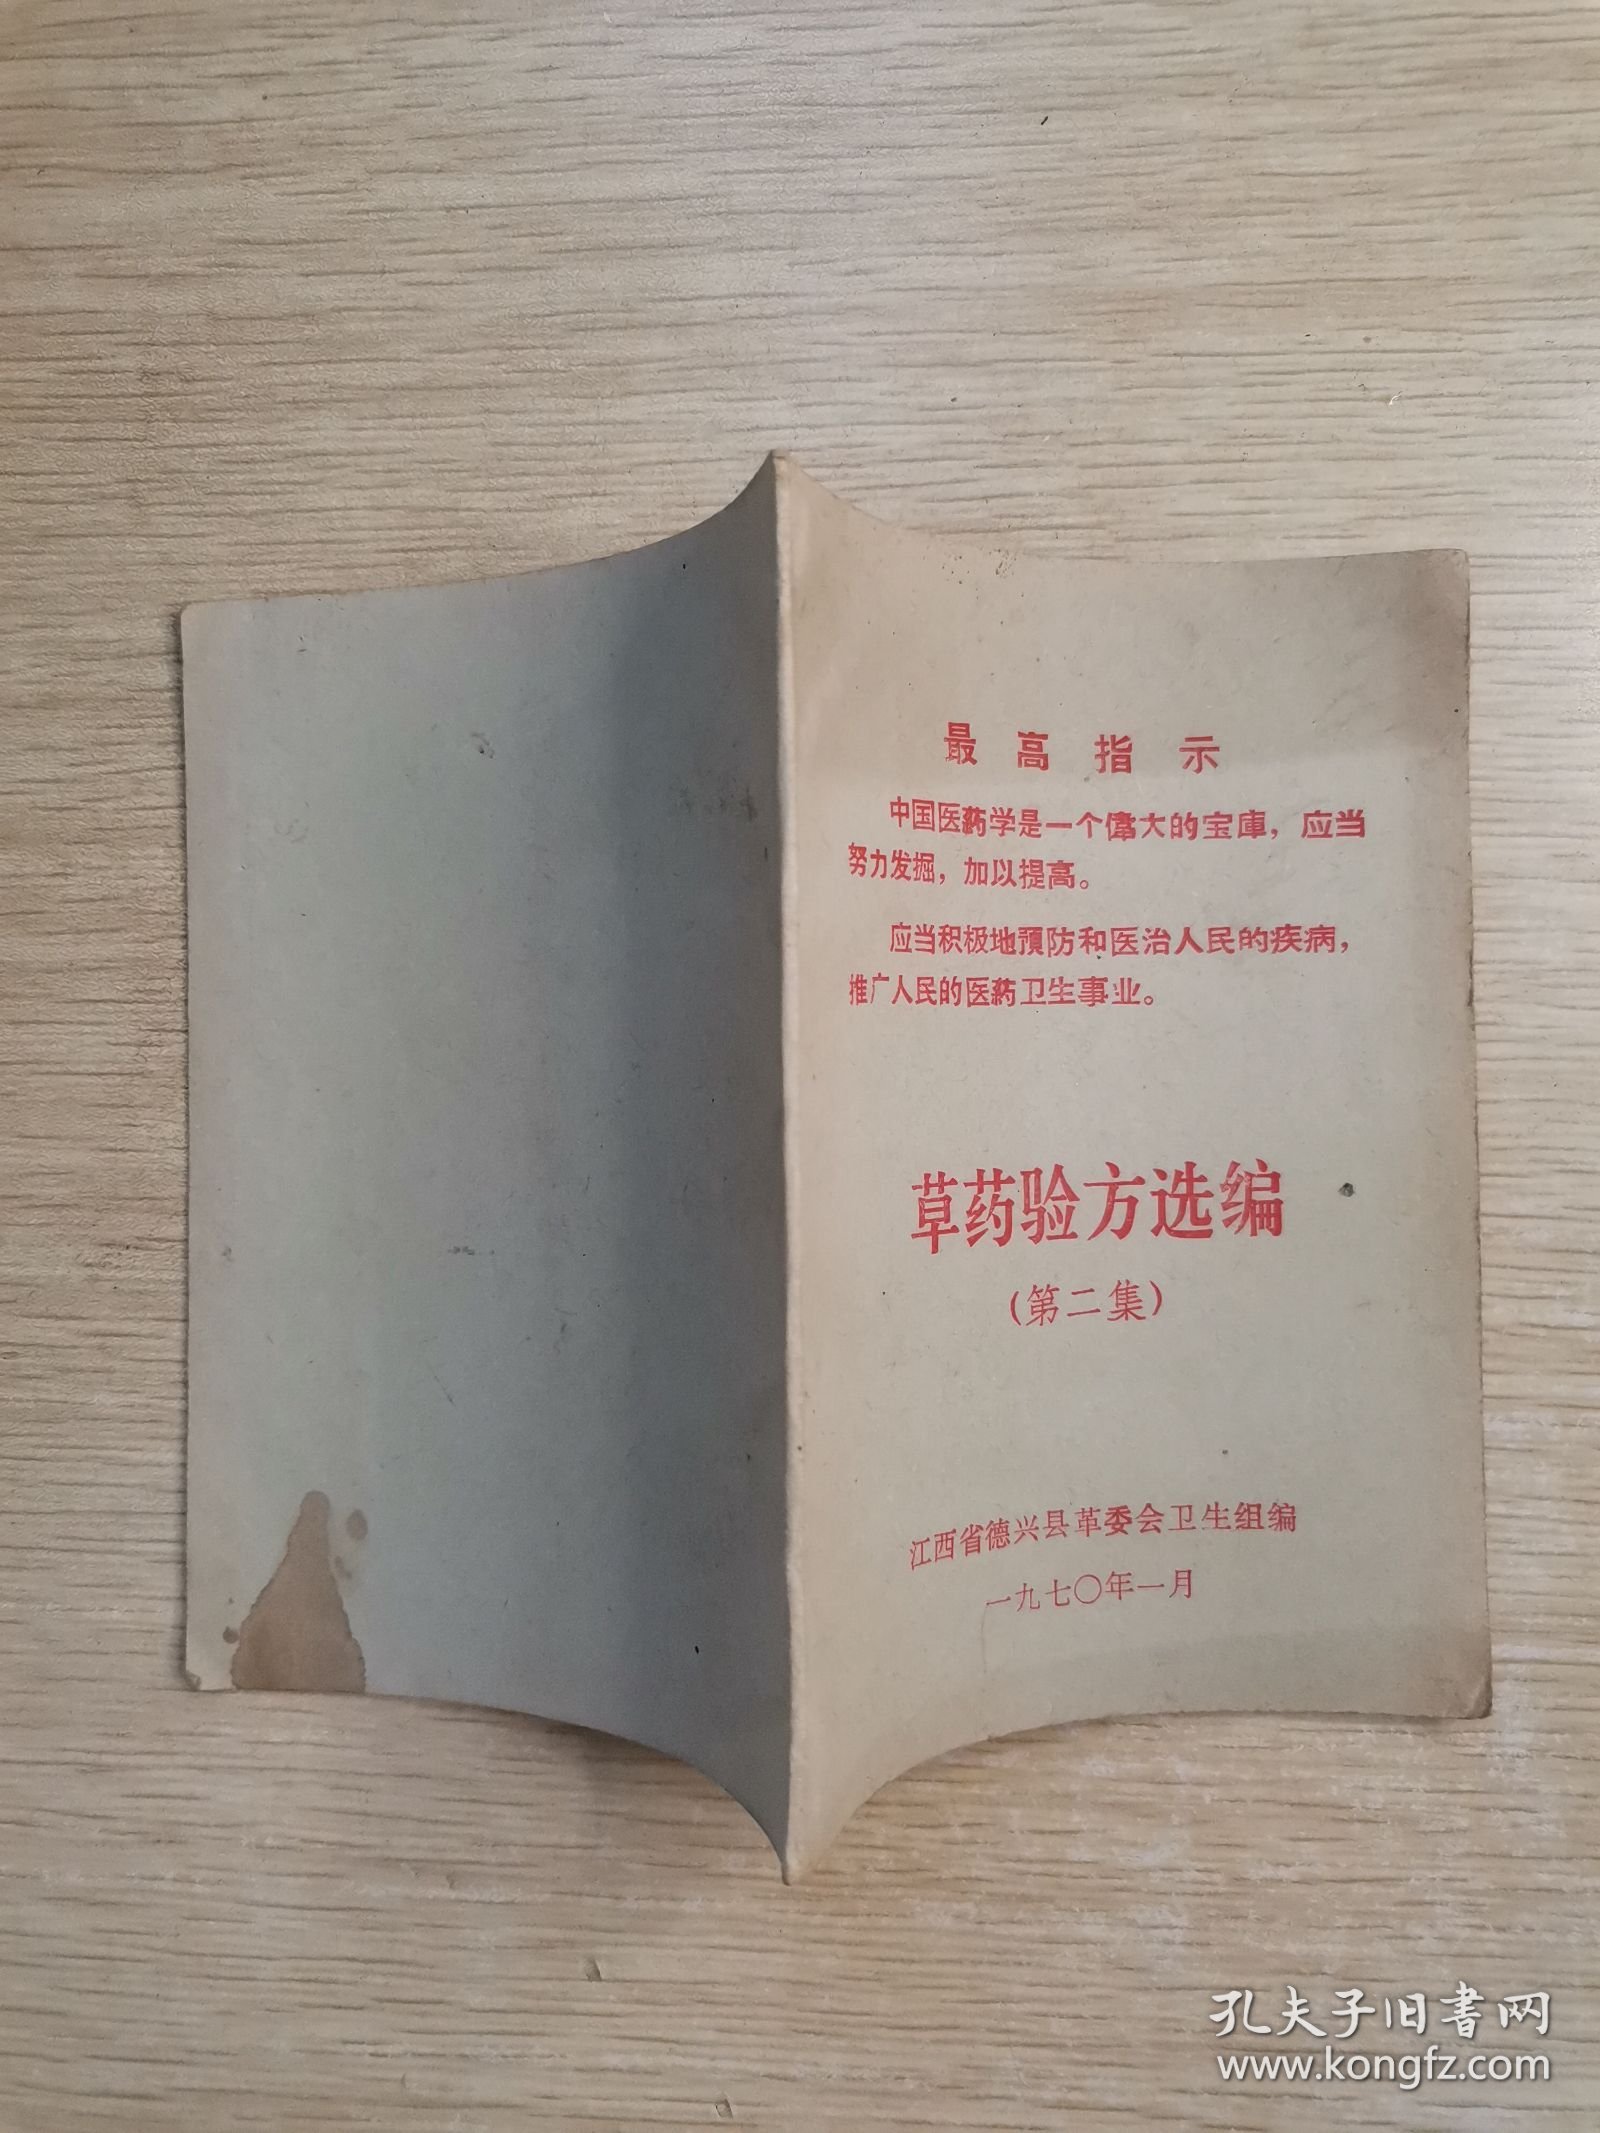 最高指示
中国医药学是一个偉大的宝庫，应当
努力发掘，加以提高。
应当积极地預防和医治人民的疾病，
推广人民的医药卫生事业。
草药验方选编
（第二集）
江西省德兴县革委会卫生组编
一九七〇年一月
孔夫子旧書网
www.kongfz.com